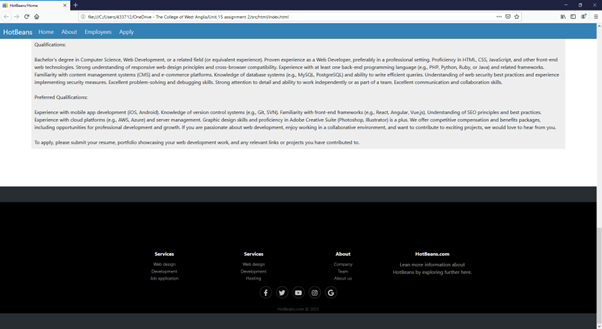 HotBeans/Home
file:///C:/Users/A33712/OneDrive - The College of West Anglia/Unit 15 assignment 2/src/html/index.html
HotBeans Home About Employees Apply
Qualifications:
Bachelor's degree in Computer Science, Web Development, or a related field (or equivalent experience). Proven experience as a Web Developer, preferably in a professional setting. Proficiency in HTML, CSS, JavaScript, and other front-end
web technologies. Strong understanding of responsive web design principles and cross-browser compatibility. Experience with at least one back-end programming language (e.g., PHP, Python, Ruby, or Java) and related frameworks.
Familiarity with content management systems (CMS) and e-commerce platforms. Knowledge of database systems (e.g., MySQL, PostgreSQL) and ability to write efficient queries. Understanding of web security best practices and experience
implementing security measures. Excellent problem-solving and debugging skills. Strong attention to detail and ability to work independently or as part of a team. Excellent communication and collaboration skills.
Preferred Qualifications:
Experience with mobile app development (iOS, Android). Knowledge of version control systems (e.g., Git, SVN). Familiarity with front-end frameworks (e.g., React, Angular, Vue.js). Understanding of SEO principles and best practices.
Experience with cloud platforms (e.g., AWS, Azure) and server management. Graphic design skills and proficiency in Adobe Creative Suite (Photoshop, Illustrator) is a plus. We offer competitive compensation and benefits packages,
including opportunities for professional development and growth. If you are passionate about web development, enjoy working in a collaborative environment, and want to contribute to exciting projects, we would love to hear from you.
To apply, please submit your resume, portfolio showcasing your web development work, and any relevant links or projects you have contributed to.
Services Services About HotBeans.com
Web design Web design Company Lean more information about
Development Development Team HotBeans by exploring further here.
Job application Hosting About us
HotBeans.com © 2023